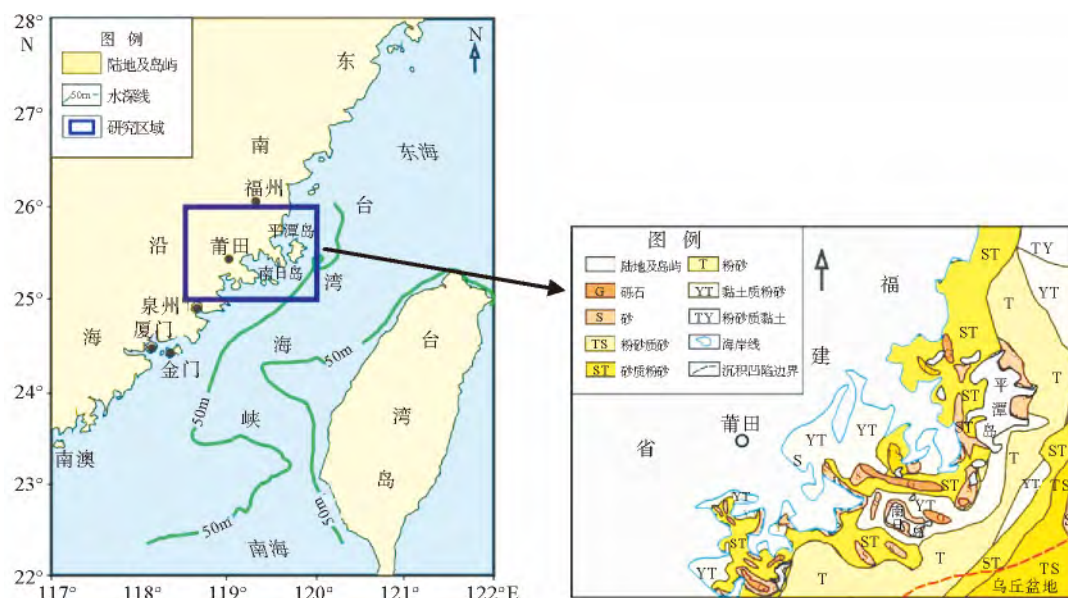 28°
N
27°
26°
25°
24°
23°
22°
117°
118°
119°
120°
121°
122°E
图 例
陆地及岛屿
50m
水深线
研究区域
N
东
南
沿
海
东海
福州
台
湾
海
峡
平潭岛
莆田
南日岛
泉州
厦门
金门
南澳
50m
50m
50m
50m
台
湾
岛
南海
图 例
陆地及岛屿
G 砾石
S 砂
TS 粉砂质砂
ST 砂质粉砂
T 粉砂
YT 黏土质粉砂
TY 粉砂质黏土
海岸线
沉积凹陷边界
福
建
省
莆田
平
潭
岛
南
日
岛
ST
TY
T
YT
ST
T
YT
YT
S
ST
T
ST
YT
TS
YT
YT
ST
ST
YT
T
T
ST
TS
乌丘盆地